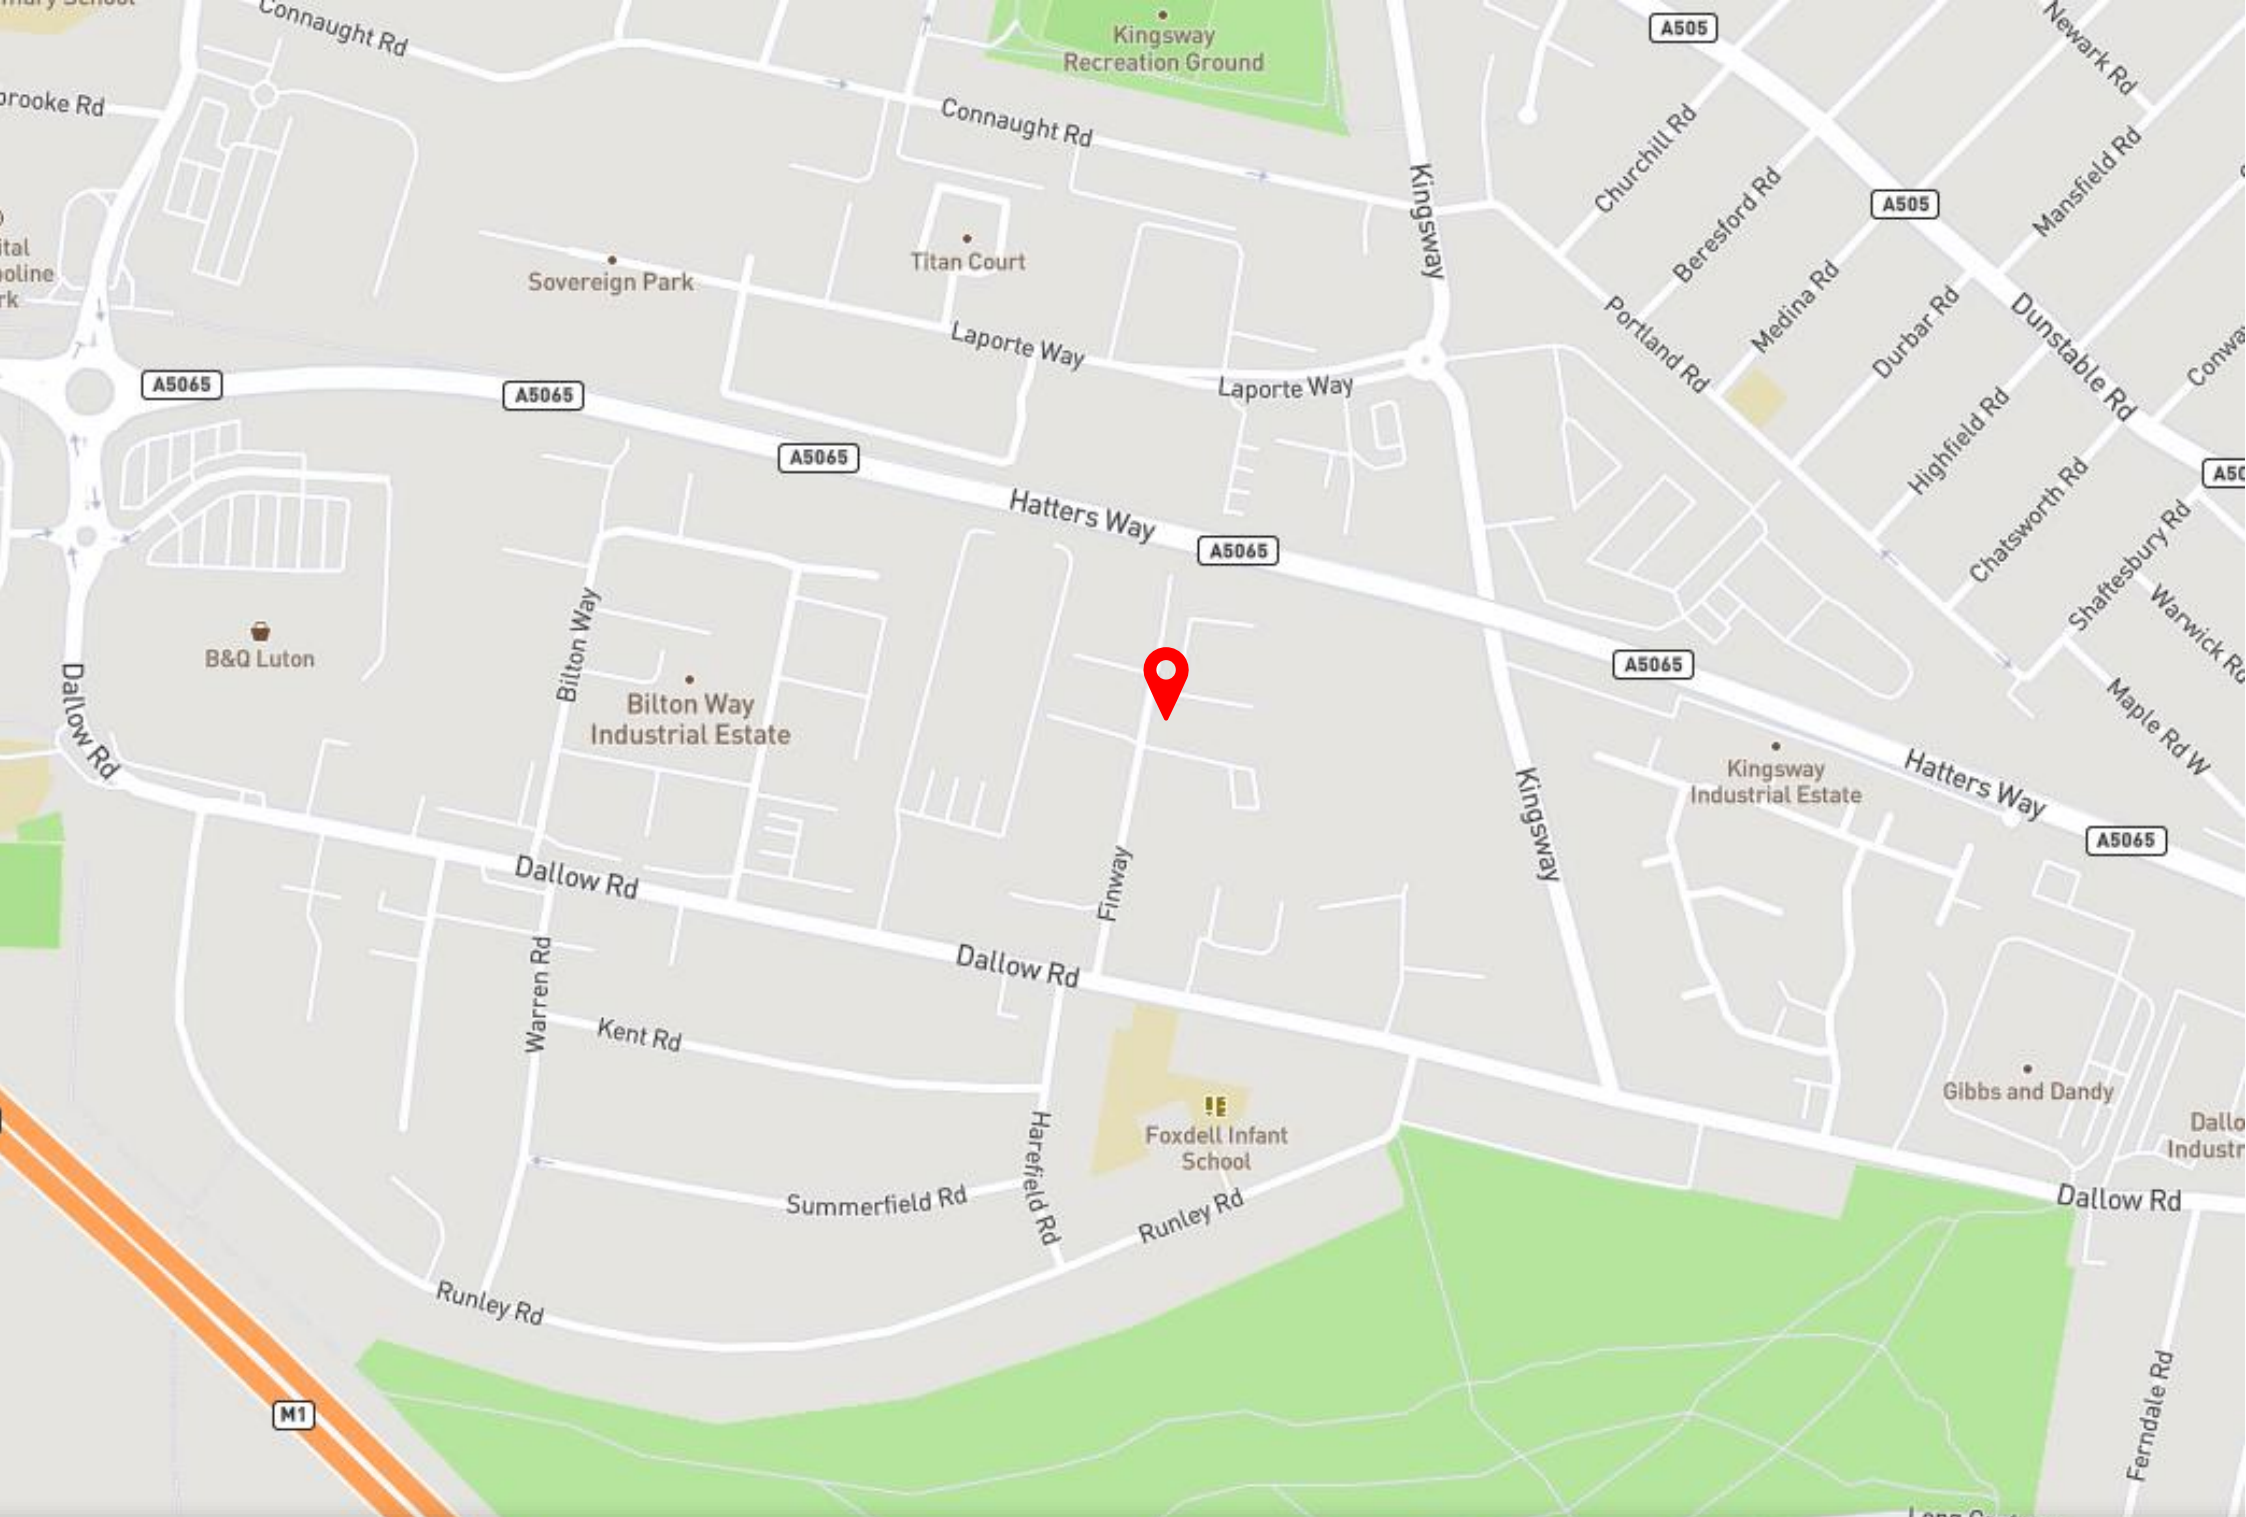 Connaught Rd
Kingsway
Recreation Ground
A505
Newark Rd
Connaught Rd
Churchill Rd
Mansfield Rd
Kingsway
Beresford Rd
A505
Titan Court
Sovereign Park
Medina Rd
Durbar Rd
Portland Rd
Dunstable Rd
Laporte Way
Laporte Way
A5065
A5065
A5065
Highfield Rd
Chatsworth Rd
Hatters Way
A5065
Shaftesbury Rd
Warwick Rd
Bilton Way
B&Q Luton
A5065
Maple Rd W
Dallow Rd
Bilton Way
Industrial Estate
Kingsway
Industrial Estate
Hatters Way
Kingsway
A5065
Finway
Dallow Rd
Dallow Rd
Warren Rd
Kent Rd
Gibbs and Dandy
Foxdell Infant
School
Harefield Rd
Summerfield Rd
Runley Rd
Dallow Rd
Runley Rd
M1
Ferndale Rd